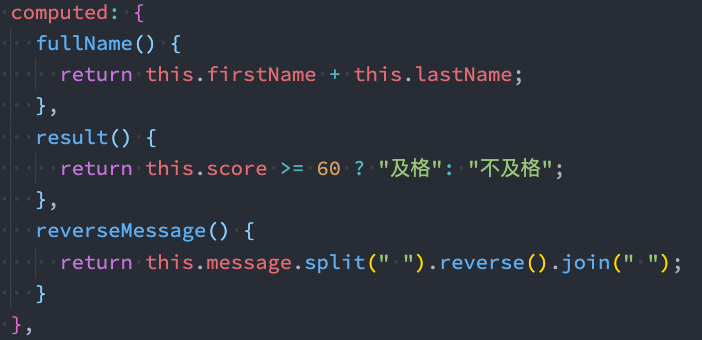 computed: {
fullName() {
return this.firstName + this.lastName;
},
result() {
return this.score >= 60 ? "及格": "不及格";
},
reverseMessage() {
return this.message.split(" ").reverse().join(" ");
}
},